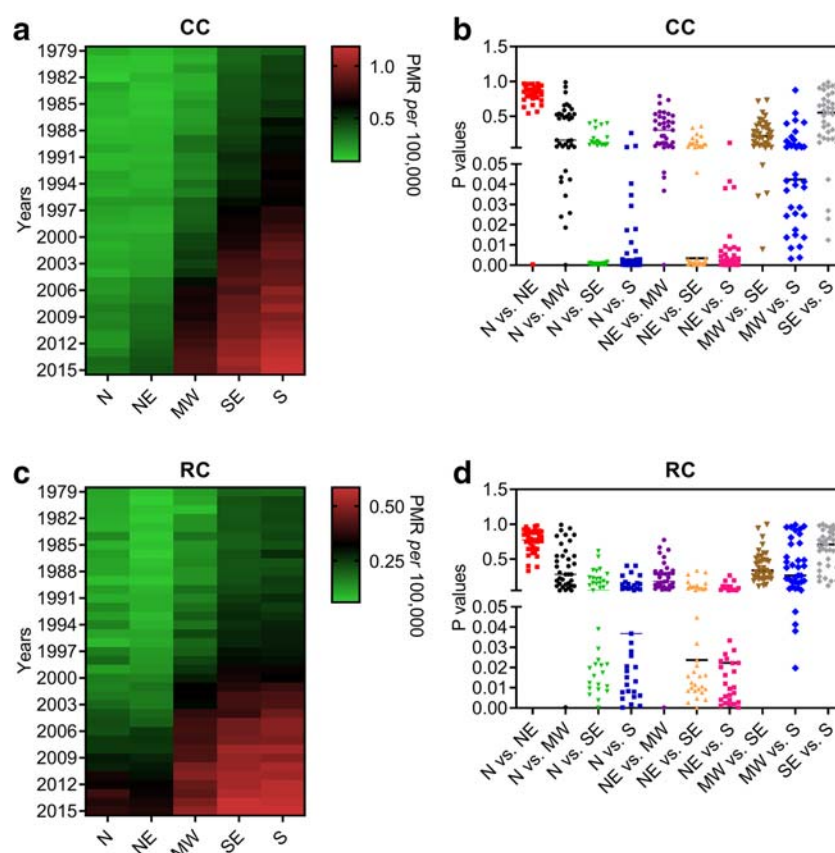 a
CC
1979
1982
1985
1988
1991
1994
1997
2000
2003
2006
2009
2012
2015
Years
N
NE
MW
SE
S
1.0
0.5
PMR per 100,000
b
CC
1.5
1.0
0.5
0.05
0.04
0.03
0.02
0.01
0.00
P values
N vs. NE
N vs. MW
N vs. SE
N vs. S
NE vs. MW
NE vs. SE
NE vs. S
MW vs. SE
MW vs. S
SE vs. S
c
RC
1979
1982
1985
1988
1991
1994
1997
2000
2003
2006
2009
2012
2015
Years
N
NE
MW
SE
S
0.50
0.25
PMR per 100,000
d
RC
1.5
1.0
0.5
0.05
0.04
0.03
0.02
0.01
0.00
P values
N vs. NE
N vs. MW
N vs. SE
N vs. S
NE vs. MW
NE vs. SE
NE vs. S
MW vs. SE
MW vs. S
SE vs. S